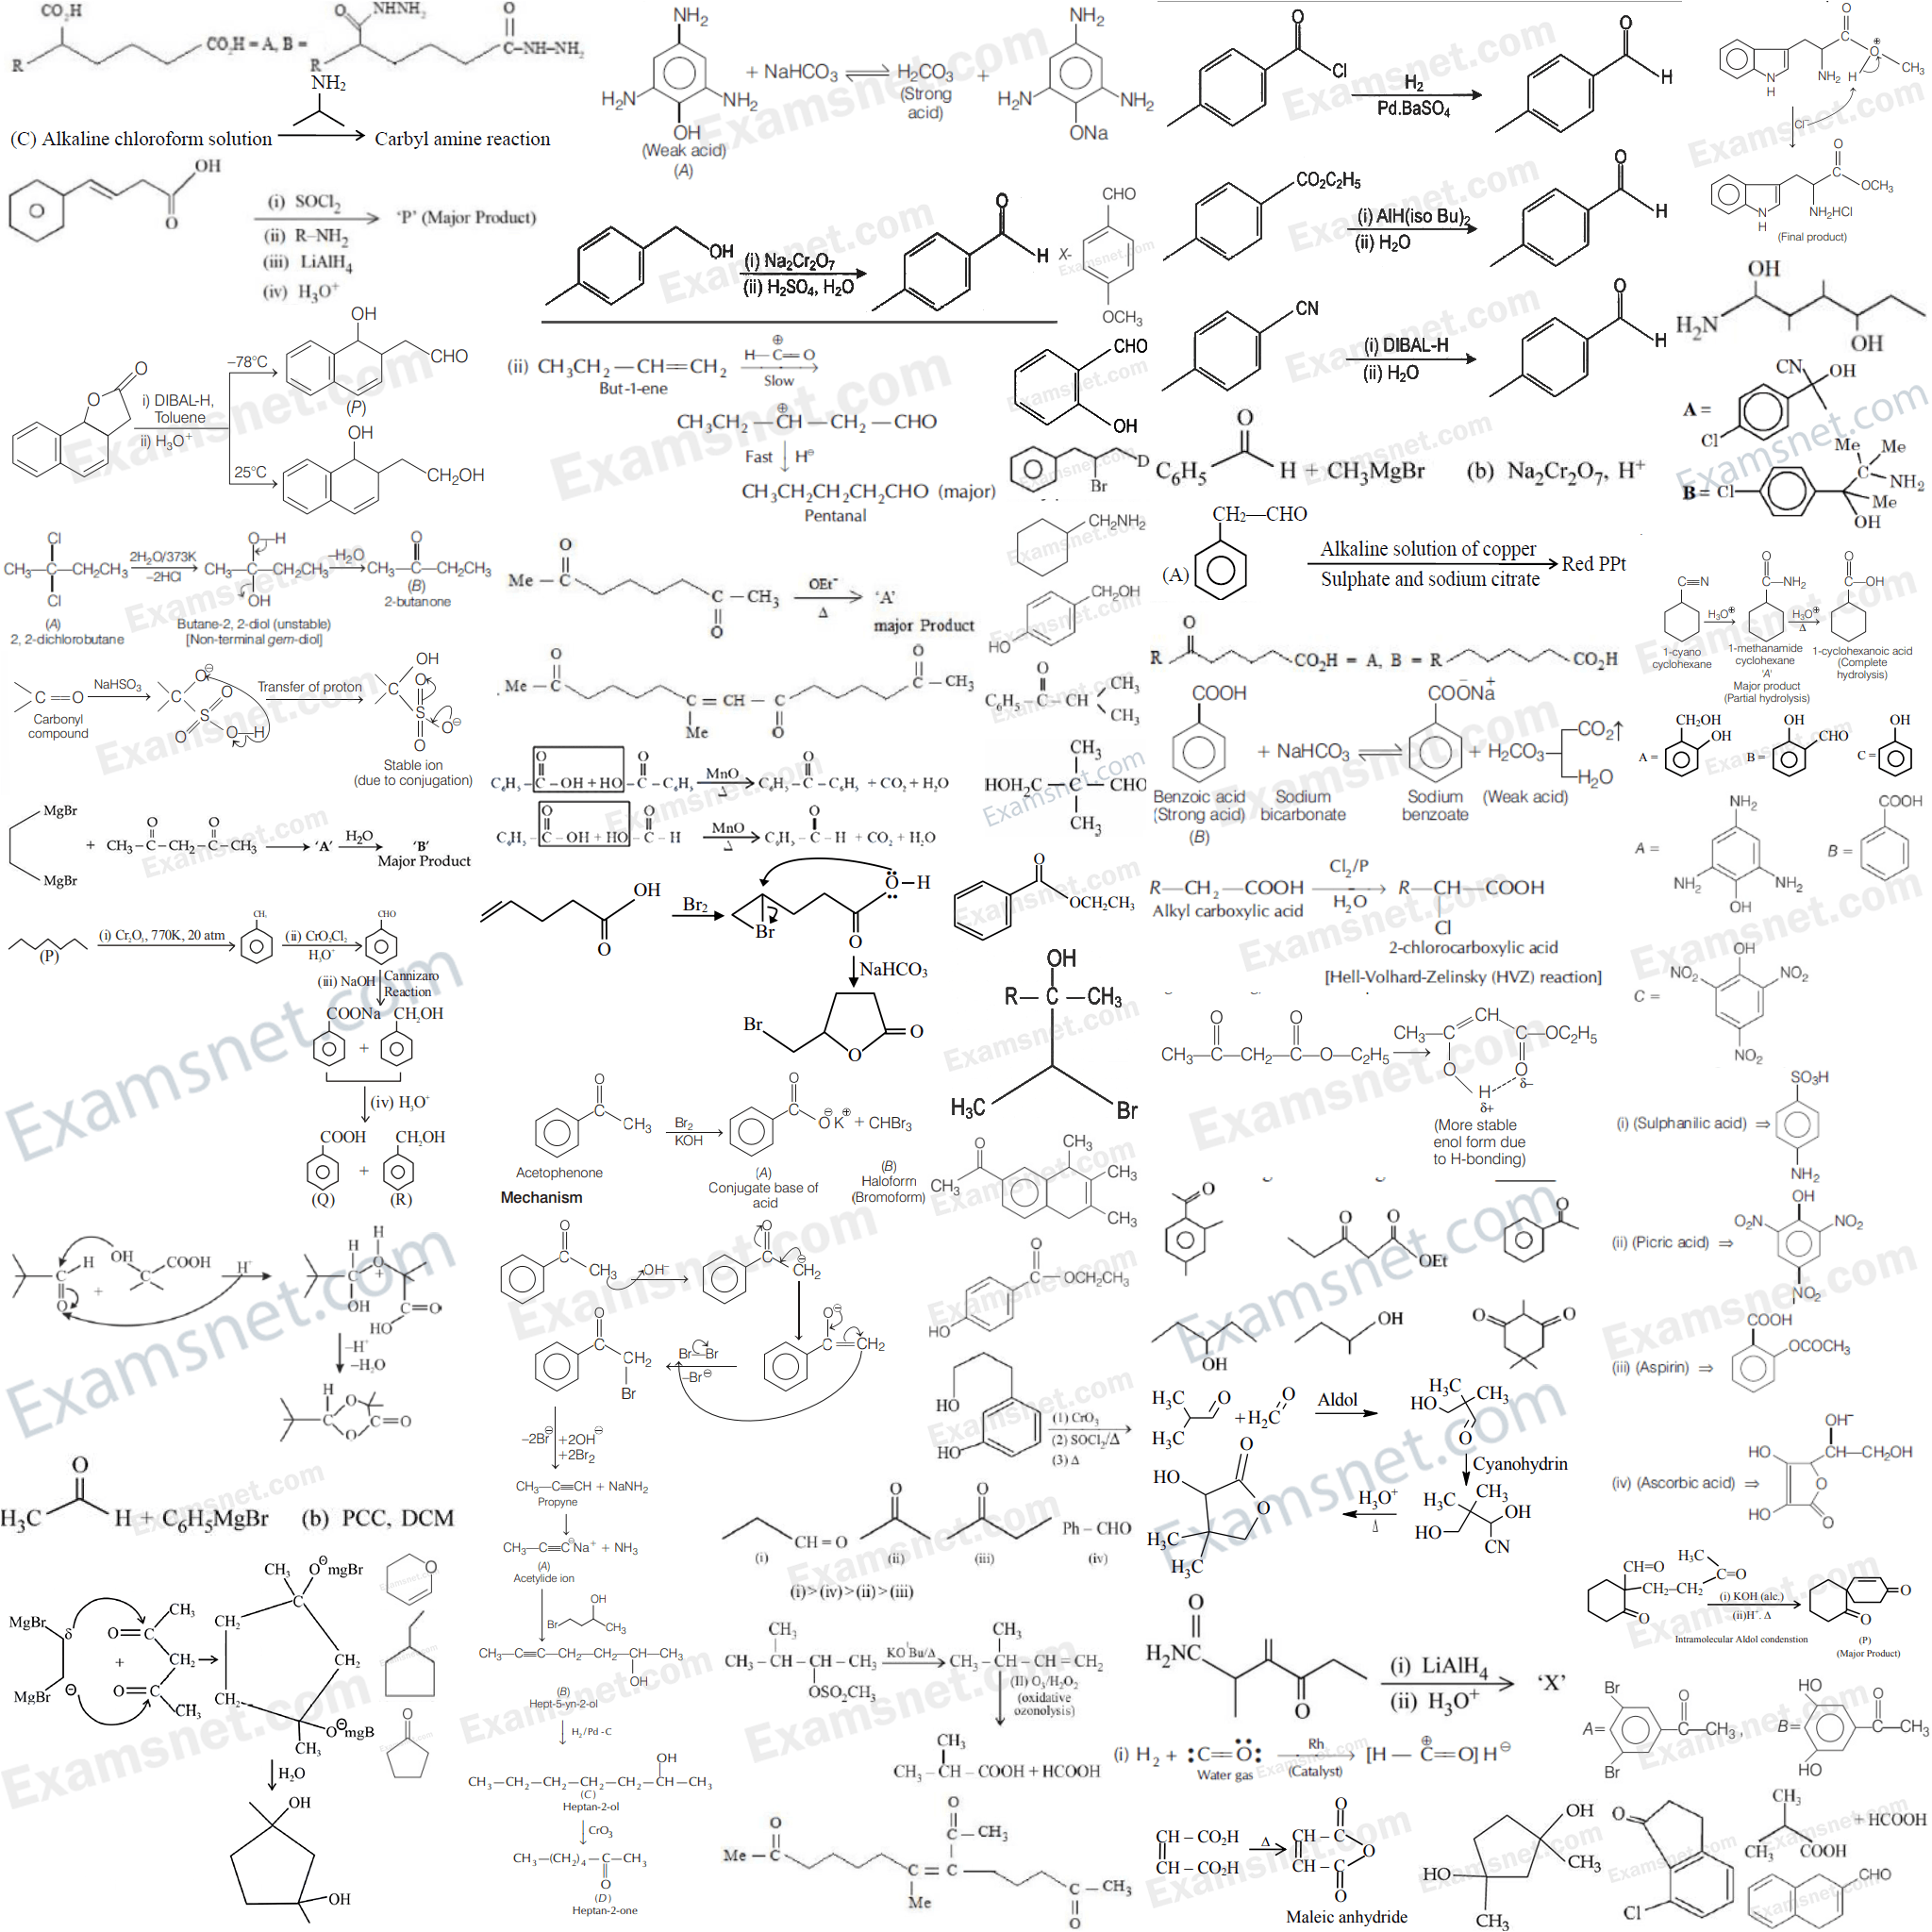 CO₂H
R
CO₂H = A, B =
O
NHNH₂
R
O
C–NH–NH₂
NH₂
(C) Alkaline chloroform solution
Carbyl amine reaction
OH
O
(i) SOCl₂
(ii) R–NH₂
(iii) LiAlH₄
(iv) H₃O⁺
'P' (Major Product)
NH₂
H₂N
NH₂
OH
(Weak acid)
(A)
+ NaHCO₃ ⇌ H₂CO₃ +
(Strong
acid)
NH₂
H₂N
NH₂
ONa
O
Cl
H₂
Pd.BaSO₄
O
H
CO₂C₂H₅
(i) AlH(iso Bu)₂
(ii) H₂O
O
H
CN
(i) DIBAL-H
(ii) H₂O
O
H
OH
(i) Na₂Cr₂O₇
(ii) H₂SO₄, H₂O
O
H
X-
CHO
OCH₃
CHO
OH
Br
D
CH₂NH₂
CH₂OH
HO
NH₂
CH₃
Cl⁻
OCH₃
NH₂HCl
(Final product)
OH
H₂N
OH
A =
CN
OH
Cl
B =
Cl
Me
Me
NH₂
Me
OH
O
O
i) DIBAL-H,
Toluene
ii) H₃O⁺
–78°C
OH
CHO
(P)
25°C
OH
CH₂OH
(ii) CH₃CH₂—CH=CH₂
But-1-ene
⊕
H—C=O
Slow
CH₃CH₂—CH—CH₂—CHO
Fast
H⊖
CH₃CH₂CH₂CH₂CHO (major)
Pentanal
C₆H₅
O
H + CH₃MgBr
(b) Na₂Cr₂O₇, H⁺
CH₂—CHO
(A)
Alkaline solution of copper
Sulphate and sodium citrate
Red PPt
Cl
CH₃—C—CH₂CH₃
Cl
(A)
2, 2-dichlorobutane
2H₂O/373K
–2HCl
O–H
CH₃—C—CH₂CH₃
OH
Butane-2, 2-diol (unstable)
[Non-terminal gem-diol]
–H₂O
O
CH₃—C—CH₂CH₃
(B)
2-butanone
O
Me – C
C – CH₃
O
OEt⁻
Δ
'A'
major Product
C≡N
H₃O⊕
1-cyano
cyclohexane
O
C—NH₂
1-methanamide
cyclohexane
'A'
Major product
(Partial hydrolysis)
H₃O⊕
Δ
O
C—OH
1-cyclohexanoic acid
(Complete
hydrolysis)
C=O
Carbonyl
compound
NaHSO₃
Transfer of proton
OH
Stable ion
(due to conjugation)
O
Me – C
C = CH – C
Me
O
O
C – CH₃
O
C₆H₅–C–CH
CH₃
CH₃
O
R
CO₂H = A, B = R
CO₂H
COOH
Benzoic acid
(Strong acid)
(B)
+ NaHCO₃
Sodium
bicarbonate
COO⁻Na⁺
Sodium
benzoate
+ H₂CO₃
(Weak acid)
CO₂↑
H₂O
A =
CH₂OH
OH
B =
OH
CHO
C =
OH
C₆H₅ – C – OH + HO – C – C₆H₅
MnO
Δ
C₆H₅ – C – C₆H₅ + CO₂ + H₂O
C₆H₅ – C – OH + HO – C – H
MnO
Δ
C₆H₅ – C – H + CO₂ + H₂O
CH₃
HOH₂C–C–CHO
CH₃
MgBr
MgBr
+
CH₃–C–CH₂–C–CH₃
'A'
H₂O
'B'
Major Product
OH
O
Br₂
Br
O–H
O
NaHCO₃
Br
O
O
O
OCH₂CH₃
R—CH₂—COOH
Alkyl carboxylic acid
Cl₂/P
H₂O
R—CH—COOH
Cl
2-chlorocarboxylic acid
[Hell-Volhard-Zelinsky (HVZ) reaction]
A =
NH₂
NH₂
NH₂
OH
B =
COOH
C =
OH
NO₂
NO₂
NO₂
(P)
(i) Cr₂O₃, 770K, 20 atm
CH₃
(ii) CrO₂Cl₂
H₃O⁺
CHO
(iii) NaOH
Cannizaro
Reaction
COONa
CH₂OH
+
(iv) H₃O⁺
COOH
CH₂OH
+
(Q)
(R)
OH
R–C–CH₃
H₃C
Br
CH₃—C—CH₂—C—O—C₂H₅
CH₃—C
CH
C—OC₂H₅
O
H
O
δ–
δ+
(More stable
enol form due
to H-bonding)
O
CH₃
Acetophenone
Br₂
KOH
O
O⊖K⊕ + CHBr₃
(A)
Conjugate base of
acid
(B)
Haloform
(Bromoform)
Mechanism
O
CH₃
OH⁻
O
CH₂
O
CH₂
Br
Br—Br
–Br⊖
O⊖
C=CH₂
–2Br⊖
+2OH⊖
+2Br₂
O
CH₃
CH₃
CH₃
CH₃
O
C—OCH₂CH₃
HO
HO
HO
(1) CrO₃
(2) SOCl₂/Δ
(3) Δ
(i) (Sulphanilic acid) ⇒
SO₃H
NH₂
(ii) (Picric acid) ⇒
OH
O₂N
NO₂
NO₂
(iii) (Aspirin) ⇒
COOH
OCOCH₃
(iv) (Ascorbic acid) ⇒
OH⁻
CH—CH₂OH
HO
HO
O
O
O
O
O
OEt
O
OH
OH
O
O
H
OH
COOH
H⁺
–H⁺
–H₂O
H₃C
H₃C
O
+H₂C
O
Aldol
H₃C
CH₃
HO
O
Cyanohydrin
H₃C
CH₃
OH
HO
CN
H₃O⁺
Δ
HO
O
O
H₃C
H₃C
H₃C
O
H + C₆H₅MgBr
(b) PCC, DCM
CH₃—C≡CH + NaNH₂
Propyne
CH₃—C≡C⊖Na⁺ + NH₃
(A)
Acetylide ion
Br
OH
CH₃
CH₃—C≡C—CH₂—CH₂—CH—CH₃
OH
(B)
Hept-5-yn-2-ol
H₂/Pd-C
OH
CH₃—CH₂—CH₂—CH₂—CH₂—CH—CH₃
(C)
Heptan-2-ol
CrO₃
CH₃—(CH₂)₄—C—CH₃
O
(D)
Heptan-2-one
CH = O
(i)
O
(ii)
O
(iii)
Ph – CHO
(iv)
(i) > (iv) > (ii) > (iii)
CH₃
CH₃ – CH – CH – CH₃
OSO₂CH₃
KOᵗBu/Δ
CH₃
CH₃ – CH – CH = CH₂
(II) O₃/H₂O₂
(oxidative
ozonolysis)
CH₃
CH₃ – CH – COOH + HCOOH
CH=O
CH₂–CH₂
H₃C
C=O
O
(i) KOH (alc.)
(ii)H⁺. Δ
Intramolecular Aldol condenstion
O
O
(P)
(Major Product)
MgBr
MgBr
δ
⊖
+
O
C
CH₃
CH₂
O
C
CH₃
CH₃
O⊖mgBr
CH₂
CH₂
CH₂
CH₃
O⊖mgB
H₂O
OH
OH
O
O
O
H₂N
O
(i) LiAlH₄
(ii) H₃O⁺
'X'
(i) H₂ + :C=O:
Water gas
Rh
(Catalyst)
[H — C=O] H⊖
A=
Br
Br
O
C–CH₃,
B=
HO
HO
O
C–CH₃
O
Me – C
C = C
Me
O
C – CH₃
C – CH₃
O
CH – CO₂H
CH – CO₂H
Δ
O
CH – C
CH – C
O
O
Maleic anhydride
OH
CH₃
HO
CH₃
O
Cl
CH₃
CH₃
COOH
+ HCOOH
CHO
Examsnet.com